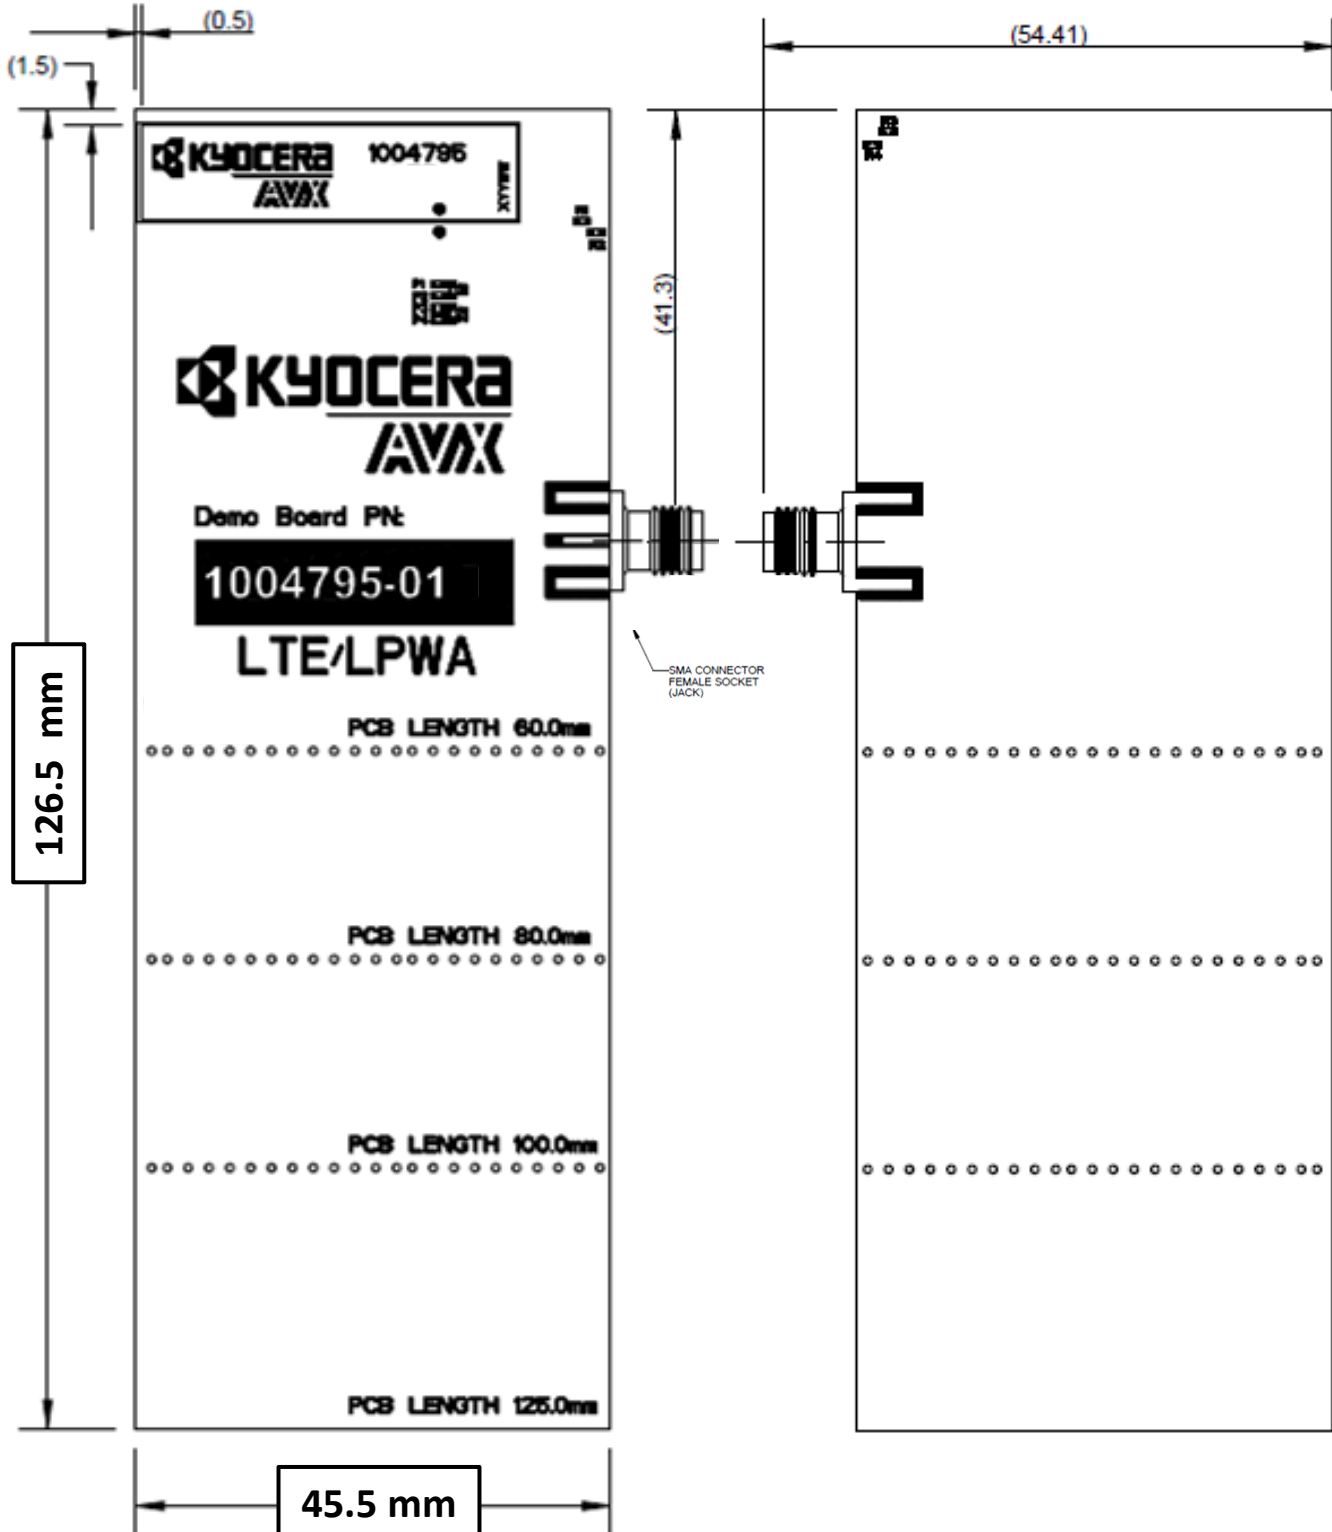 (0.5)
(54.41)
(1.5)
KYOCERA
AVX
1004795
XYYWW
(41.3)
KYOCERA
AVX
Demo Board PN:
1004795-01
LTE/LPWA
SMA CONNECTOR
FEMALE SOCKET
(JACK)
PCB LENGTH 60.0mm
126.5 mm
PCB LENGTH 80.0mm
PCB LENGTH 100.0mm
PCB LENGTH 125.0mm
45.5 mm